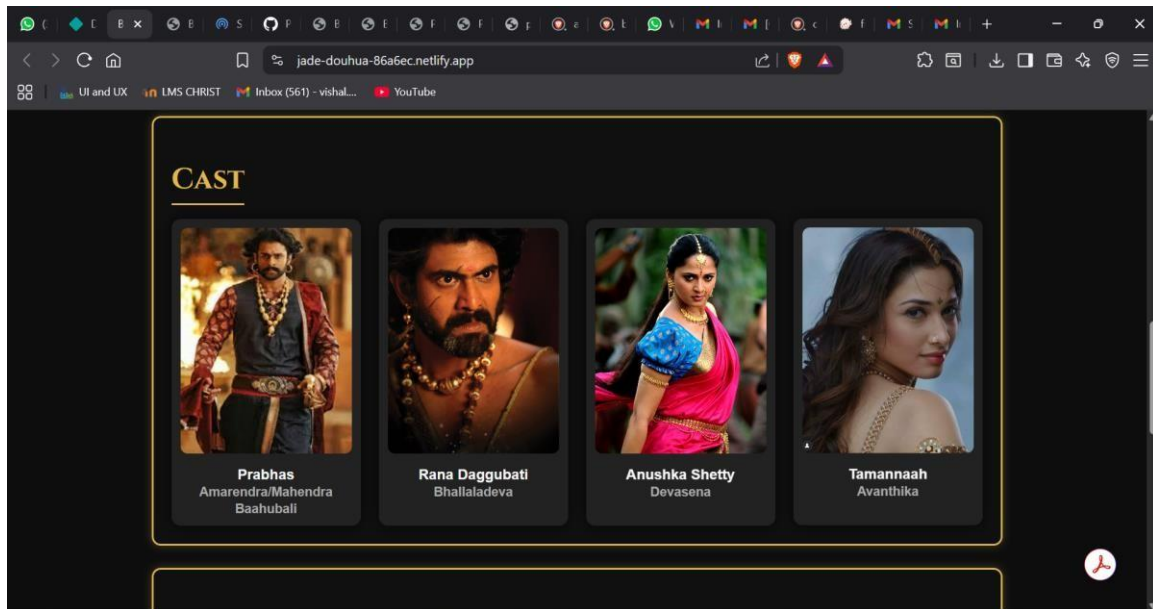 jade-douhua-86a6ec.netlify.app
UI and UX
LMS CHRIST
Inbox (561) - vishal....
YouTube
CAST
Prabhas
Amarendra/Mahendra
Baahubali
Rana Daggubati
Bhallaladeva
Anushka Shetty
Devasena
Tamannaah
Avanthika